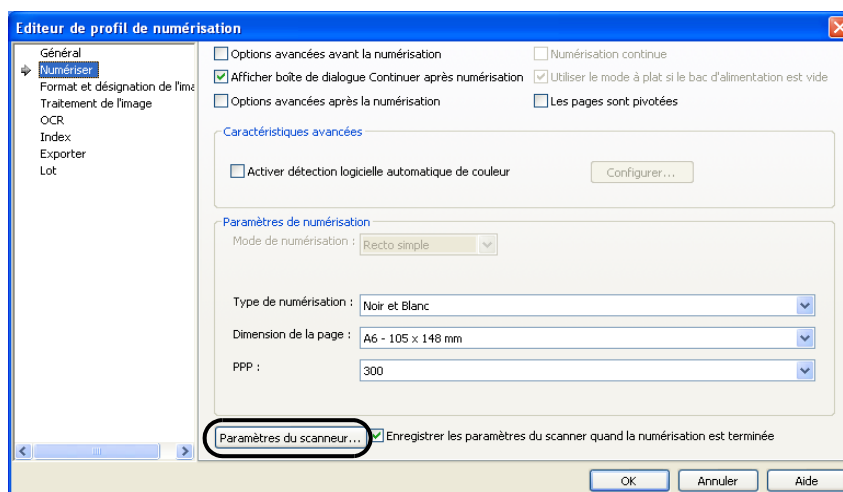 Editeur de profil de numérisation
Général
Numériser
Format et désignation de l'ima
Traitement de l'image
OCR
Index
Exporter
Lot
Options avancées avant la numérisation
Numérisation continue
Afficher boîte de dialogue Continuer après numérisation
Utiliser le mode à plat si le bac d'alimentation est vide
Options avancées après la numérisation
Les pages sont pivotées
Caractéristiques avancées
Activer détection logicielle automatique de couleur
Configurer...
Paramètres de numérisation
Mode de numérisation : Recto simple
Type de numérisation : Noir et Blanc
Dimension de la page : A6 - 105 x 148 mm
PPP : 300
Paramètres du scanneur...
Enregistrer les paramètres du scanner quand la numérisation est terminée
OK
Annuler
Aide